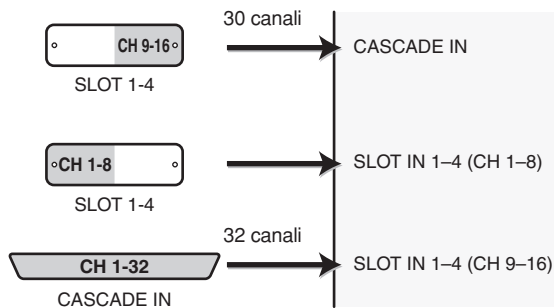 30 canali
CH 9-16
CASCADE IN
SLOT 1-4
CH 1-8
SLOT IN 1–4 (CH 1–8)
SLOT 1-4
32 canali
CH 1-32
SLOT IN 1–4 (CH 9–16)
CASCADE IN